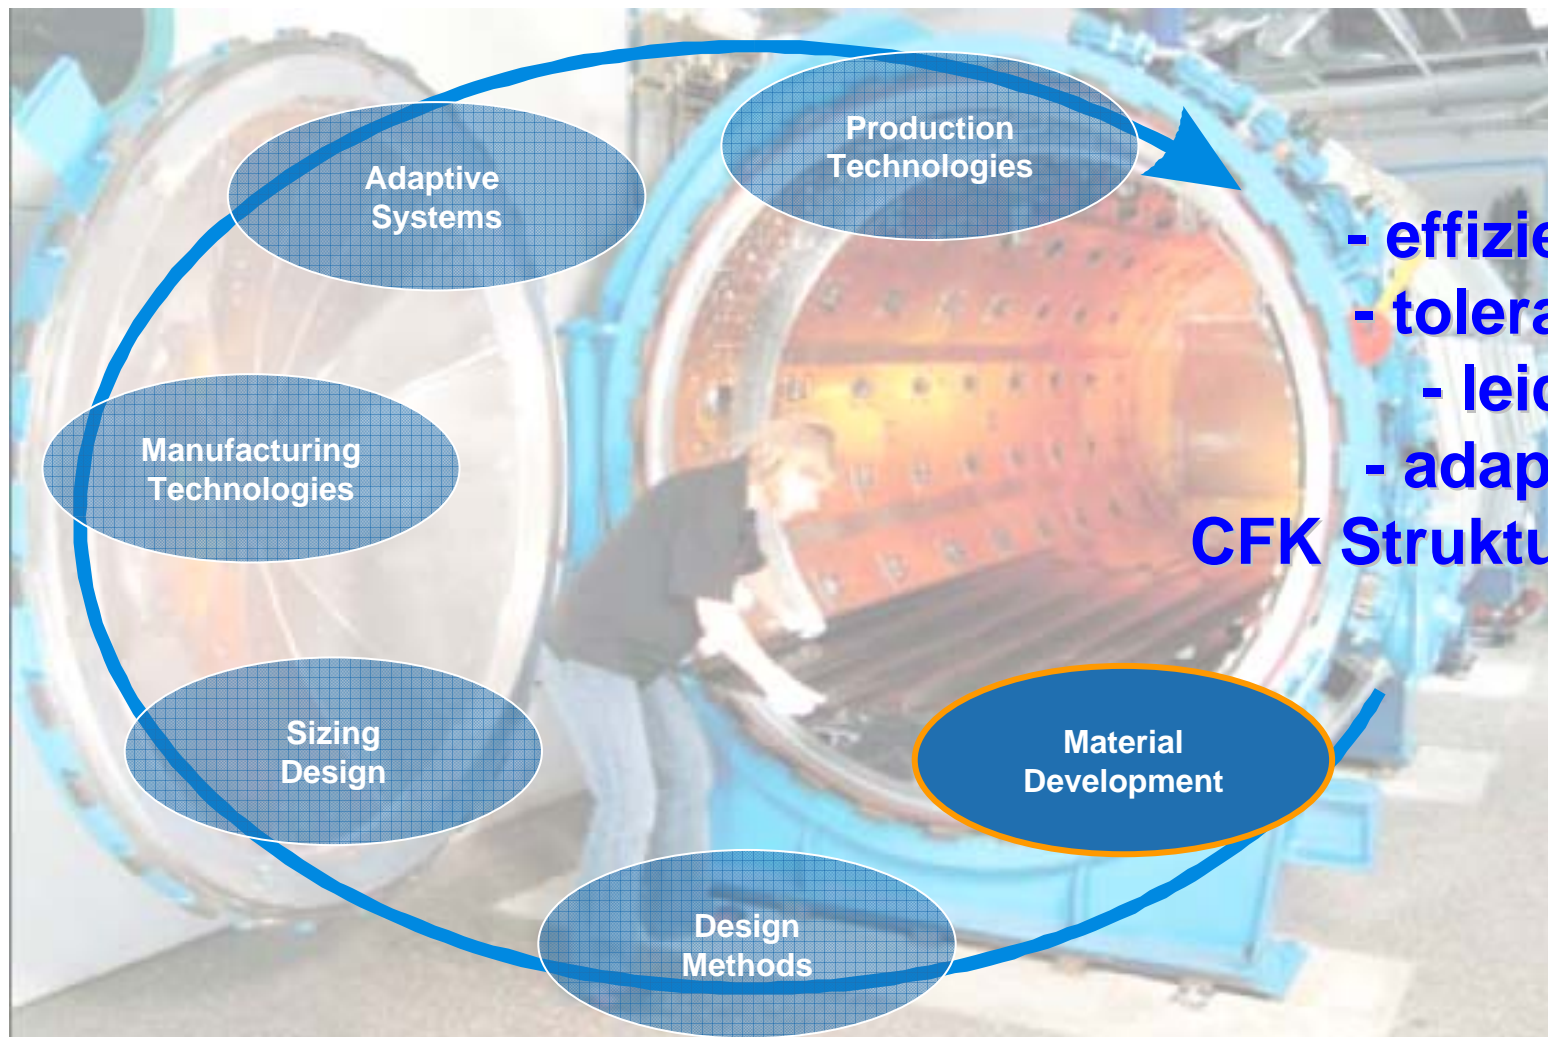 Production
Technologies
Adaptive
Systems
- effizie
- tolera
- leic
- adap
CFK Struktu
Manufacturing
Technologies
Sizing
Design
Material
Development
Design
Methods